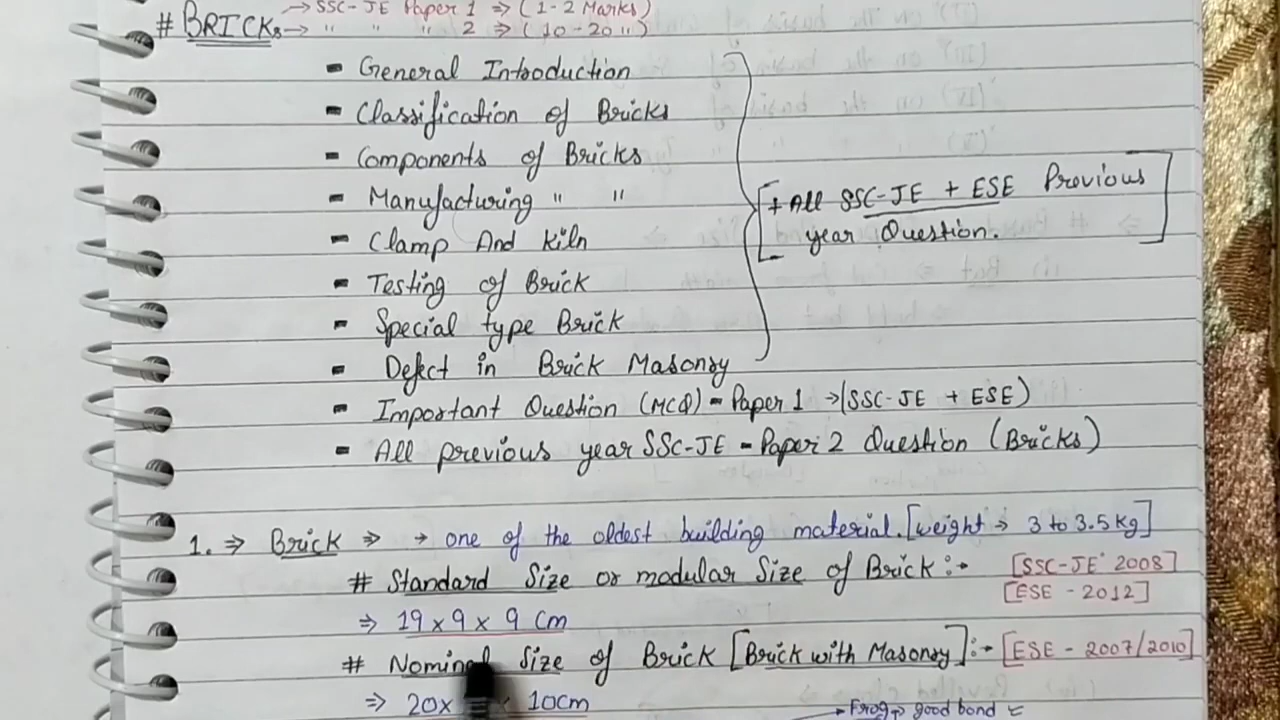 → SSC-JE Paper 1 ⇒ (1-2 Marks)
# BRICKs → " " " 2 ⇒ (10-20 ")
- General Introduction
- Classification of Bricks
- Components of Bricks
- Manufacturing " "
- Clamp And Kiln
- Testing of Brick
- Special type Brick
- Defect in Brick Masonry
[+ All SSC-JE + ESE Previous
year Question.]
- Important Question (MCQ) - Paper 1 → (SSC-JE + ESE)
- All previous year SSC-JE - Paper 2 Question (Bricks)
1. ⇒ Brick ⇒ → one of the oldest building material. [weight → 3 to 3.5 kg]
# Standard Size or modular Size of Brick :- [SSC-JE 2008]
[ESE - 2012]
⇒ 19 x 9 x 9 cm
# Nominal Size of Brick [Brick with Masonry] :- [ESE - 2007/2010]
⇒ 20 x 10cm
→ Frog → good bond